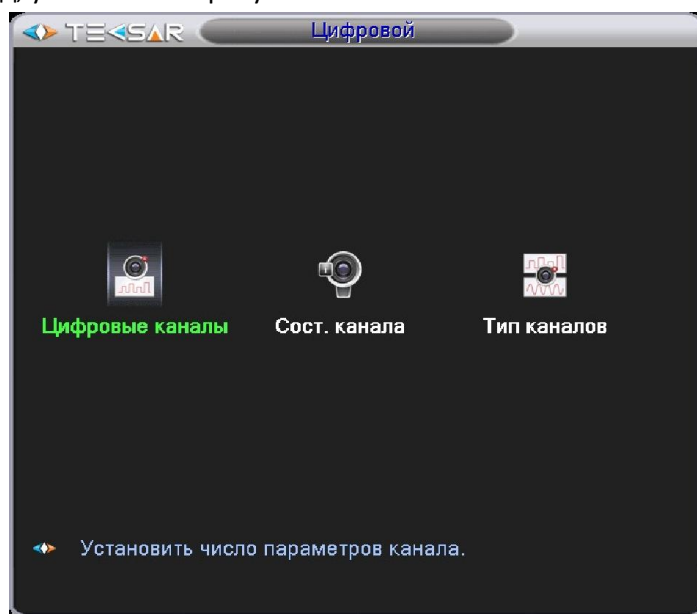 TEKSAR
Цифровой
Цифровые каналы
Сост. канала
Тип каналов
Установить число параметров канала.